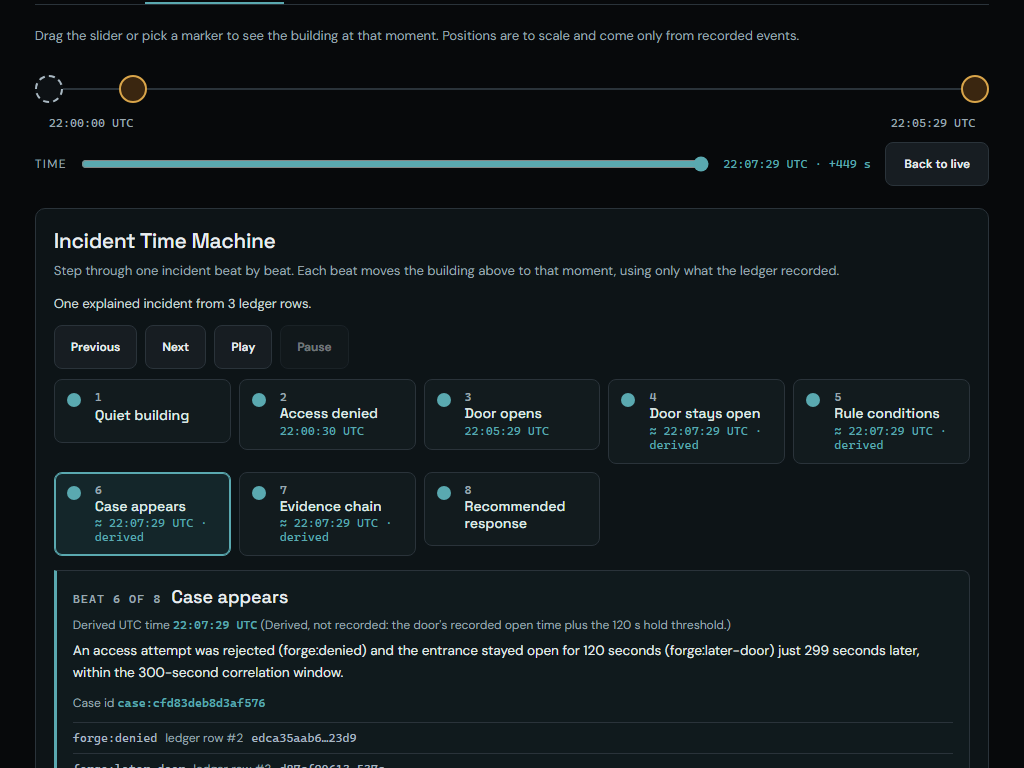 Drag the slider or pick a marker to see the building at that moment. Positions are to scale and come only from recorded events.
22:00:00 UTC
22:05:29 UTC
TIME
22:07:29 UTC · +449 s
Back to live
Incident Time Machine
Step through one incident beat by beat. Each beat moves the building above to that moment, using only what the ledger recorded.
One explained incident from 3 ledger rows.
Previous
Next
Play
Pause
1
Quiet building
2
Access denied
22:00:30 UTC
3
Door opens
22:05:29 UTC
4
Door stays open
≈ 22:07:29 UTC ·
derived
5
Rule conditions
≈ 22:07:29 UTC ·
derived
6
Case appears
≈ 22:07:29 UTC ·
derived
7
Evidence chain
≈ 22:07:29 UTC ·
derived
8
Recommended
response
BEAT 6 OF 8 Case appears
Derived UTC time 22:07:29 UTC (Derived, not recorded: the door's recorded open time plus the 120 s hold threshold.)
An access attempt was rejected (forge:denied) and the entrance stayed open for 120 seconds (forge:later-door) just 299 seconds later,
within the 300-second correlation window.
Case id case:cfd83deb8d3af576
forge:denied ledger row #2 edca35aab6…23d9